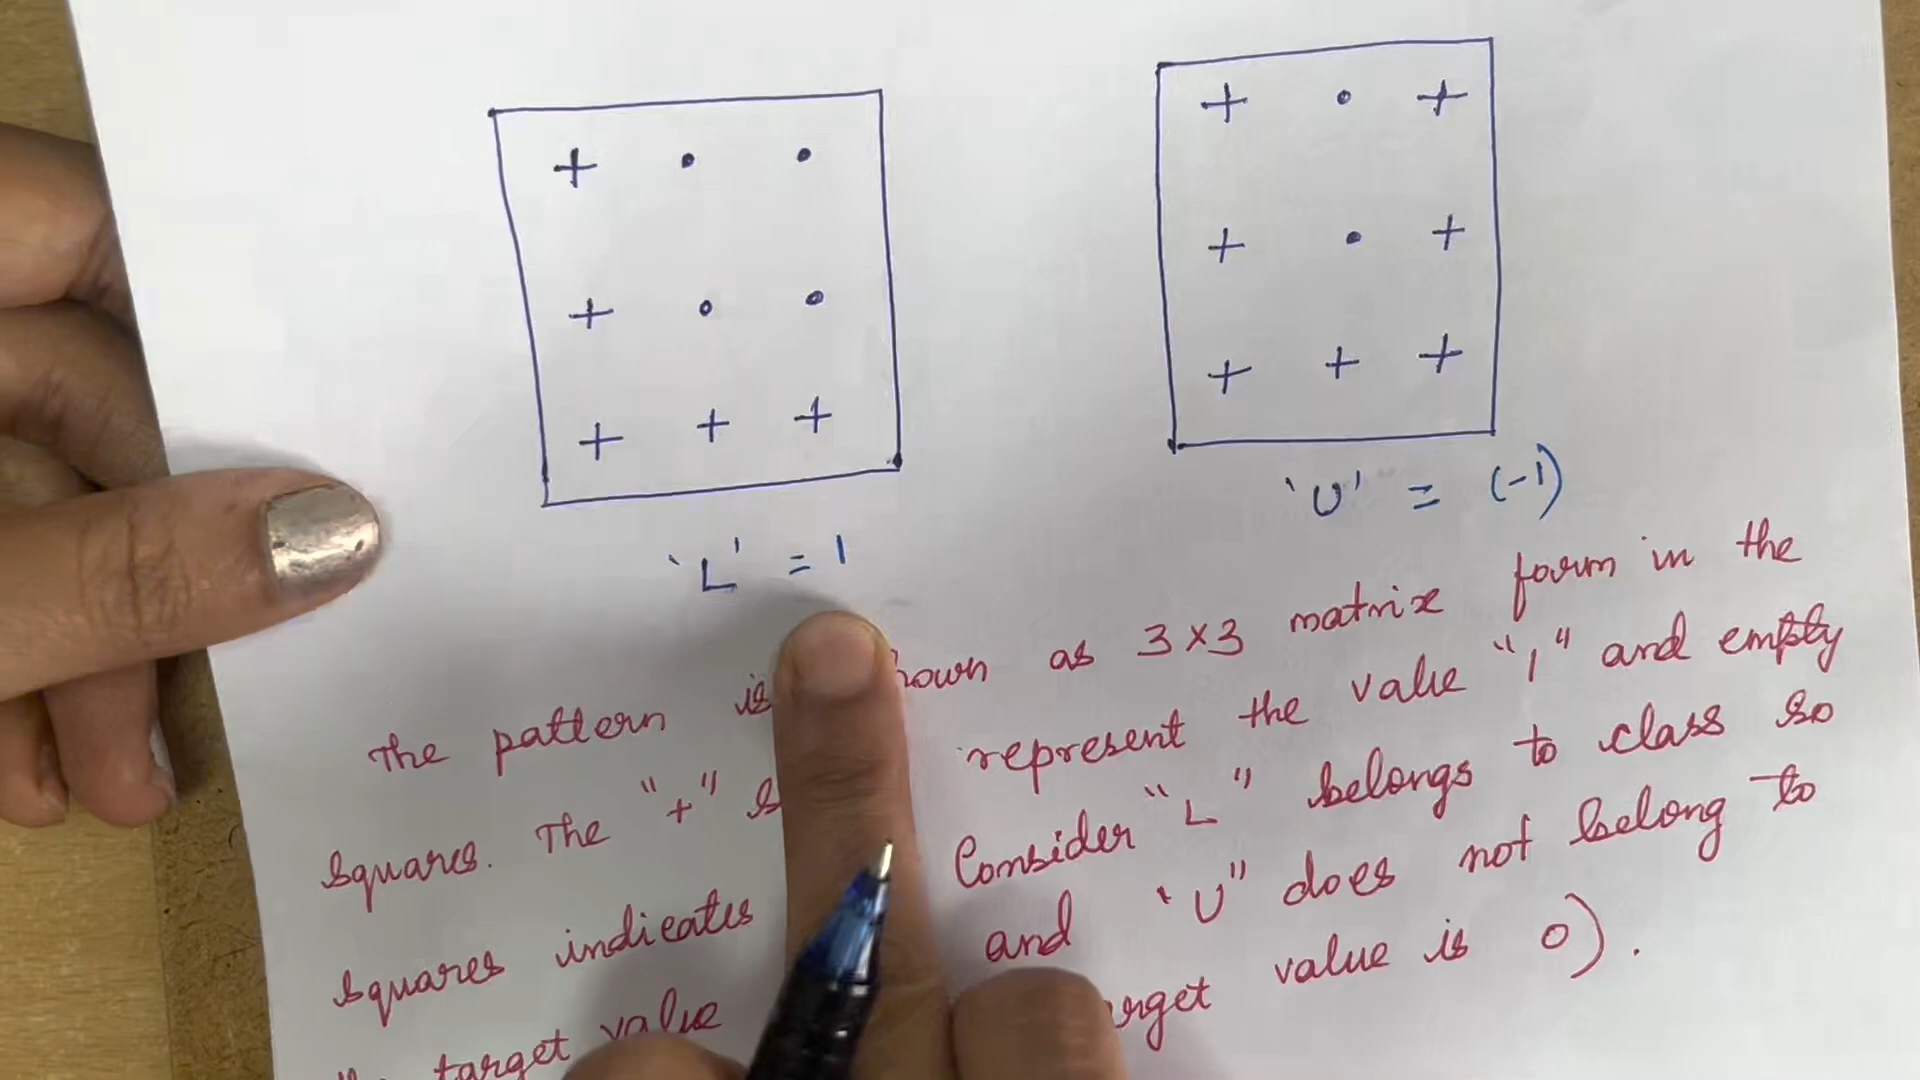 + • •
+ • •
+ + +
'L' = 1
+ • +
+ • +
+ + +
'U' = (-1)
The pattern is as 3×3 matrix form in the
squares. The "+" represent the value "1" and empty
squares indicates Consider "L" belongs to class so
target value and 'U" does not belong to
value is 0).